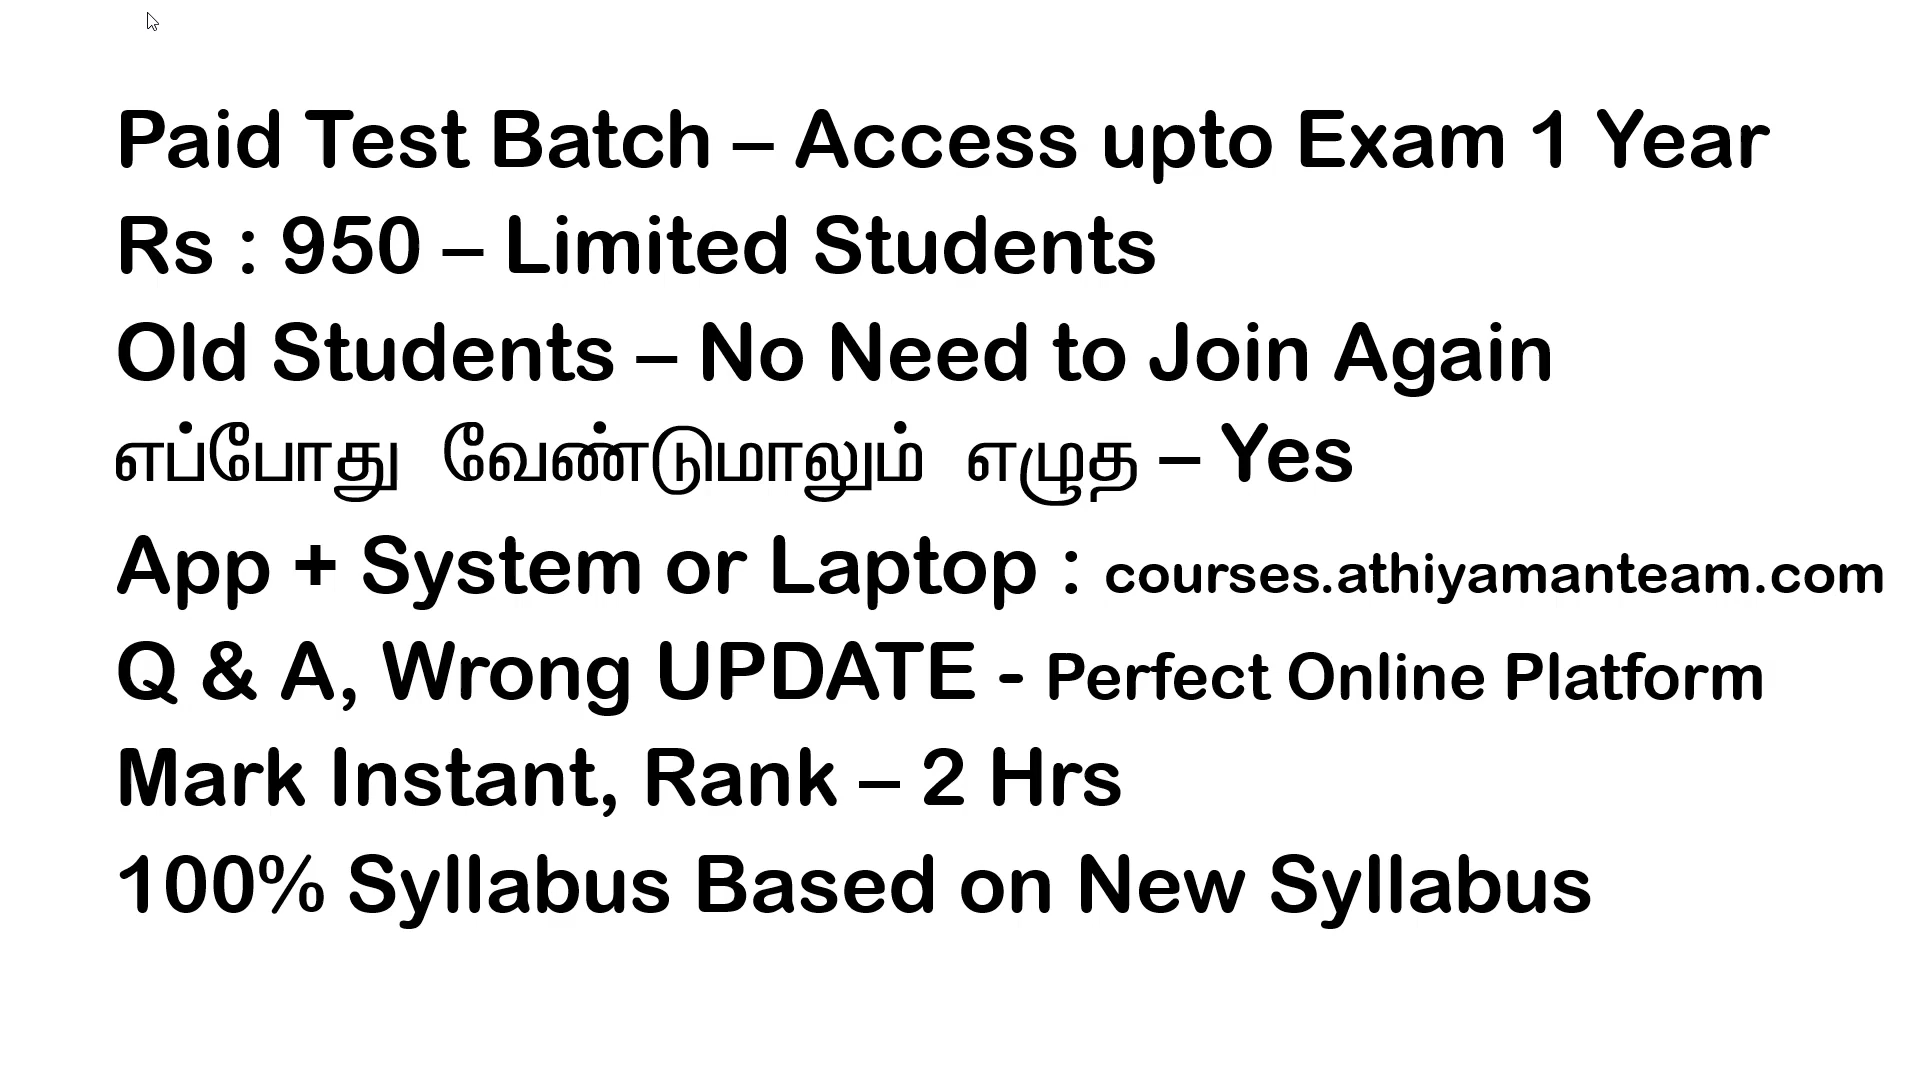 Paid Test Batch – Access upto Exam 1 Year
Rs : 950 – Limited Students
Old Students – No Need to Join Again
எப்போது வேண்டுமாலும் எழுத – Yes
App + System or Laptop : courses.athiyamanteam.com
Q & A, Wrong UPDATE - Perfect Online Platform
Mark Instant, Rank – 2 Hrs
100% Syllabus Based on New Syllabus